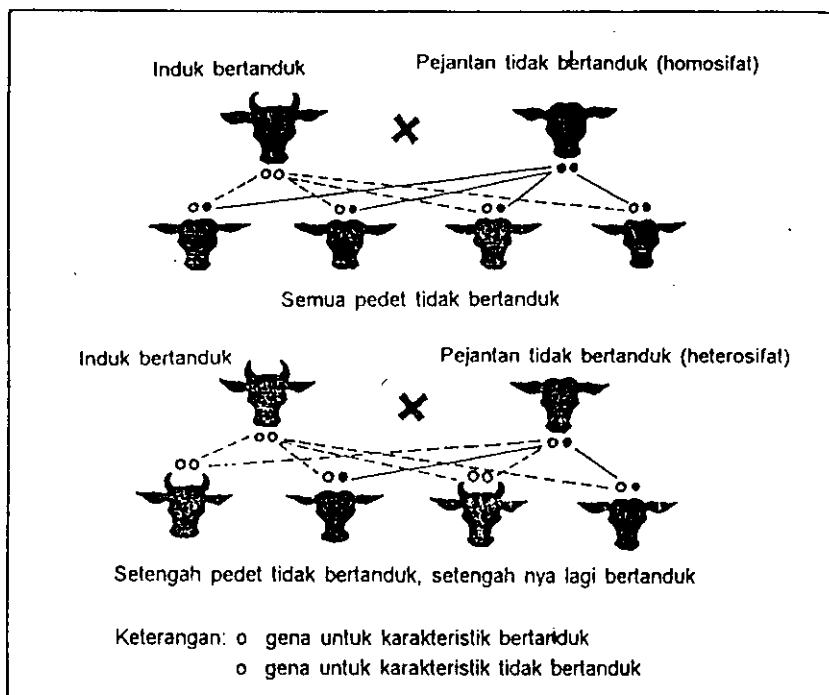 Induk bertanduk
Pejantan tidak bertanduk (homosifat)
Semua pedet tidak bertanduk
Induk bertanduk
Pejantan tidak bertanduk (heterosifat)
Setengah pedet tidak bertanduk, setengah nya lagi bertanduk
Keterangan: o gena untuk karakteristik bertanduk
o gena untuk karakteristik tidak bertanduk